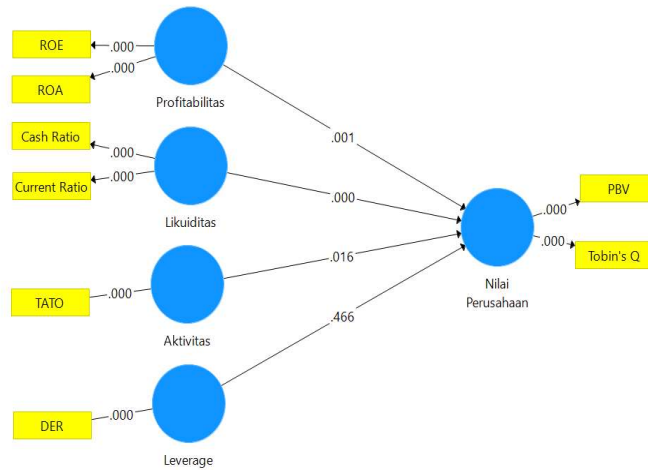 ROE
.000
.000
ROA
Profitabilitas
Cash Ratio
.000
.000
Current Ratio
Likuiditas
.001
.000
.016
.466
TATO
.000
Aktivitas
DER
.000
Leverage
Nilai
Perusahaan
PBV
.000
.000
Tobin's Q